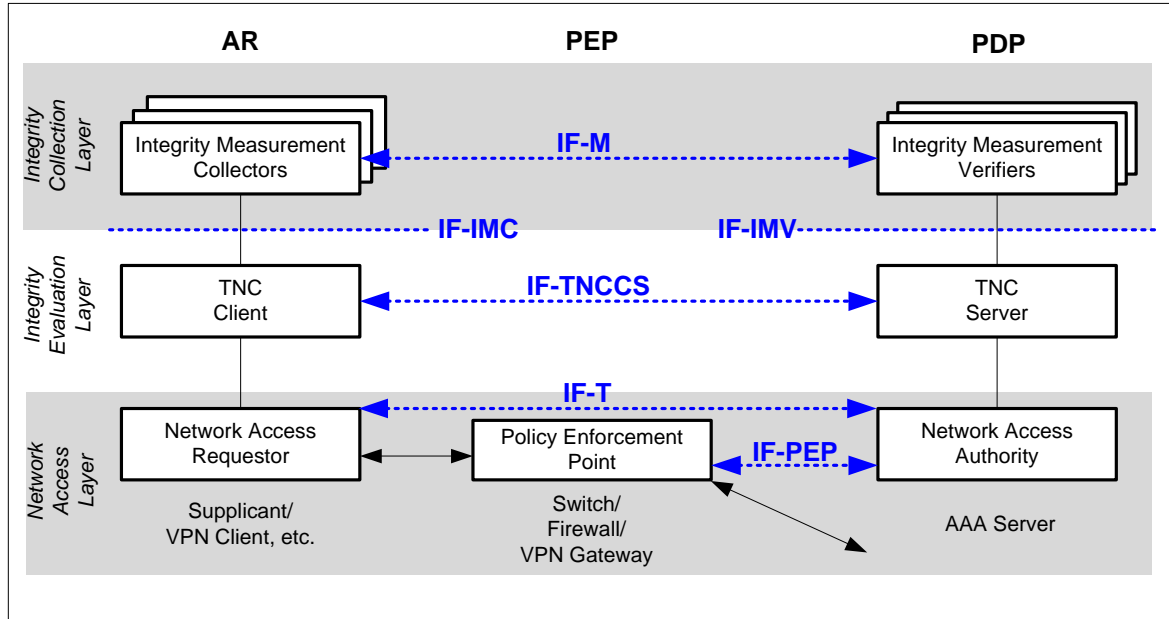 AR
PEP
PDP
Integrity
Collection
Layer
Integrity Measurement
Collectors
IF-M
Integrity Measurement
Verifiers
IF-IMC
IF-IMV
Integrity
Evaluation
Layer
TNC
Client
IF-TNCCS
TNC
Server
Network
Access
Layer
IF-T
Network Access
Requestor
Policy Enforcement
Point
IF-PEP
Network Access
Authority
Supplicant/
VPN Client, etc.
Switch/
Firewall/
VPN Gateway
AAA Server